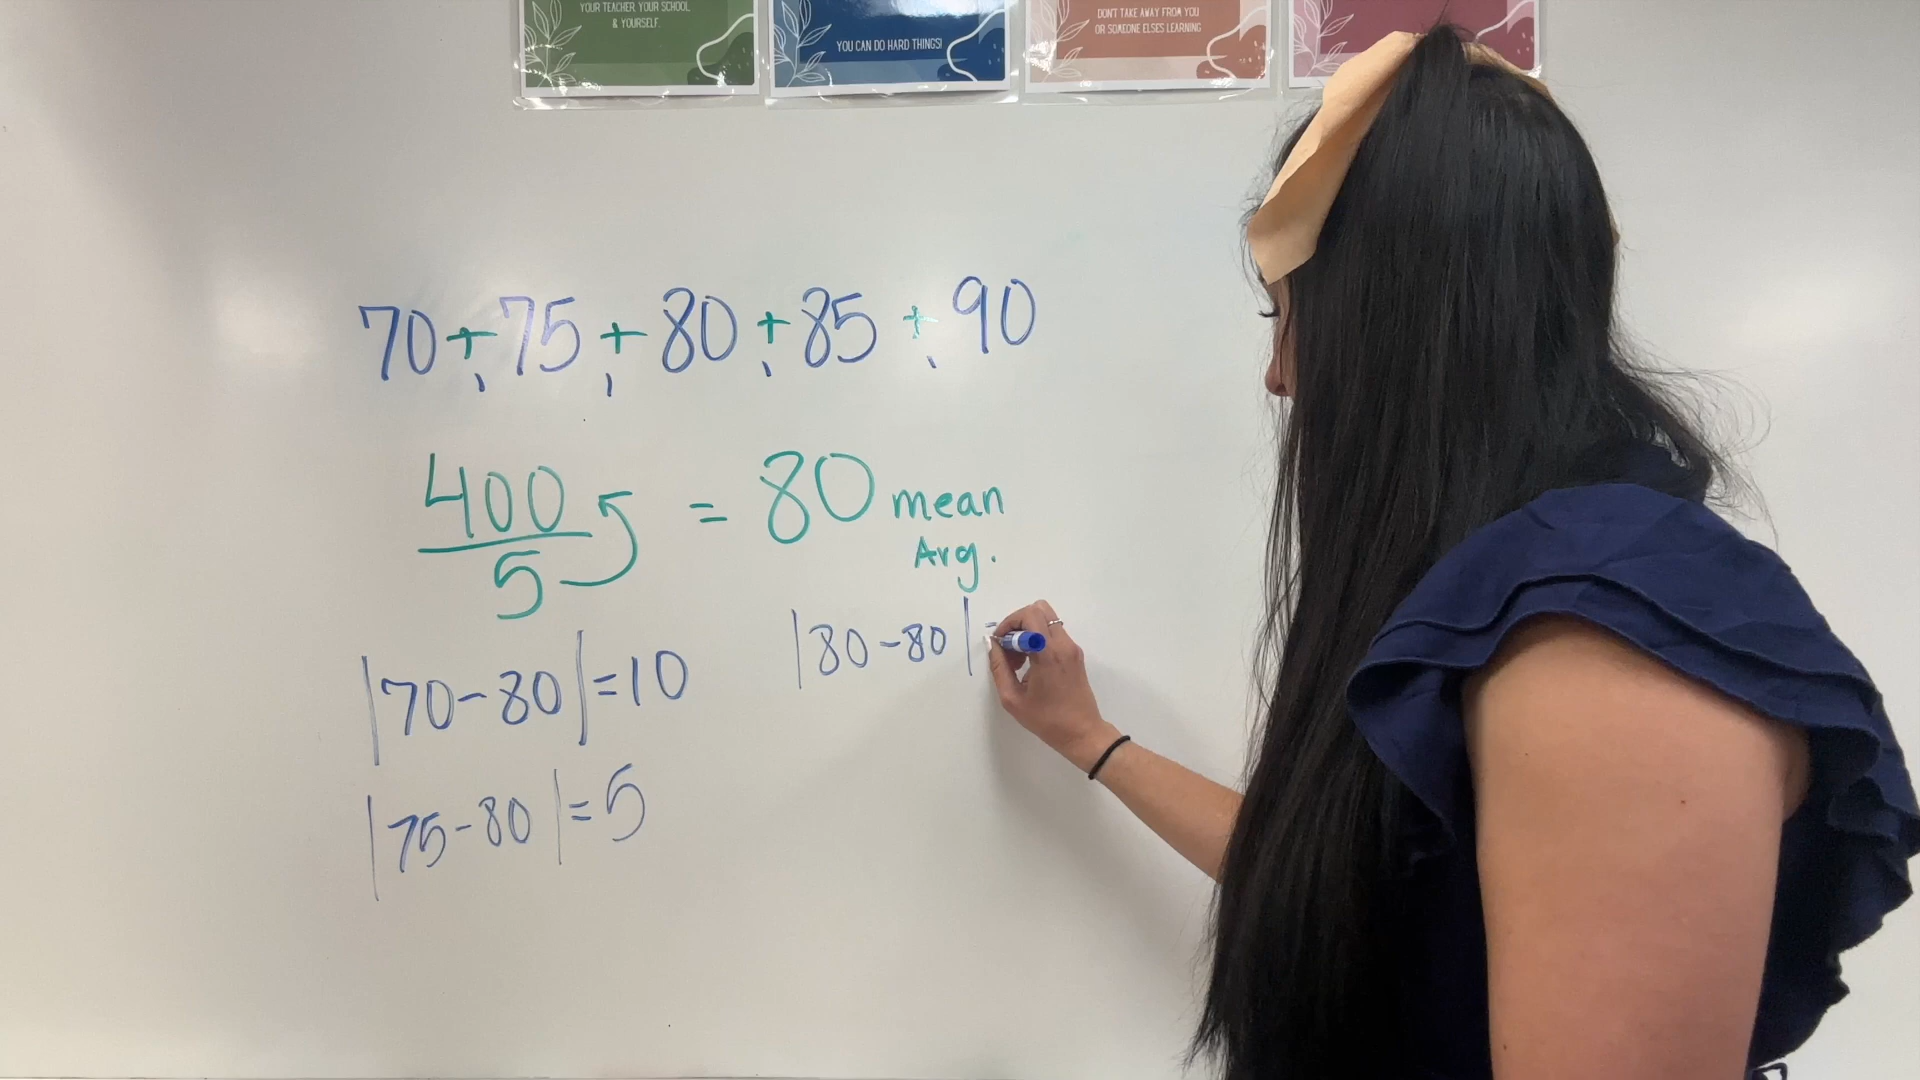 YOUR TEACHER, YOUR SCHOOL
& YOURSELF.
YOU CAN DO HARD THINGS!
DON'T TAKE AWAY FROM YOU
OR SOMEONE ELSES LEARNING
70 + 75 + 80 + 85 + 90
400
5
= 80 mean
Avg.
|70-80|=10
|80-80|=
|75-80|=5